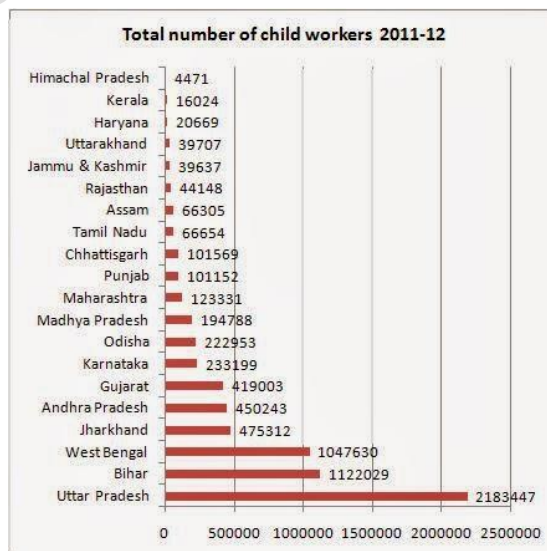 Total number of child workers 2011-12
Himachal Pradesh 4471
Kerala 16024
Haryana 20669
Uttarakhand 39707
Jammu & Kashmir 39637
Rajasthan 44148
Assam 66305
Tamil Nadu 66654
Chhattisgarh 101569
Punjab 101152
Maharashtra 123331
Madhya Pradesh 194788
Odisha 222953
Karnataka 233199
Gujarat 419003
Andhra Pradesh 450243
Jharkhand 475312
West Bengal 1047630
Bihar 1122029
Uttar Pradesh 2183447
0 500000 1000000 1500000 2000000 2500000